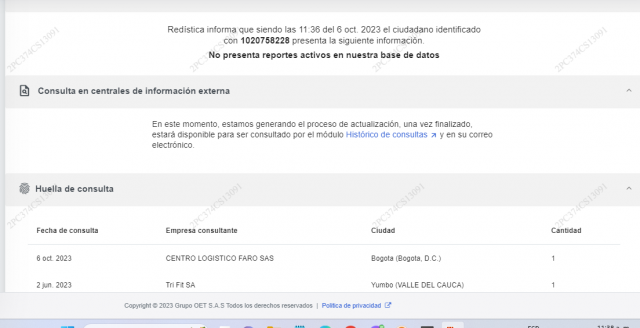 Redística informa que siendo las 11:36 del 6 oct. 2023 el ciudadano identificado
con 1020758228 presenta la siguiente información.
No presenta reportes activos en nuestra base de datos
2PC374CS13091
2PC374CS13091
Consulta en centrales de información externa
En este momento, estamos generando el proceso de actualización, una vez finalizado,
estará disponible para ser consultado por el módulo Histórico de consultas y en su correo
electrónico.
Huella de consulta
2PC374CS13091
2PC374CS13091
2PC374CS13091
Fecha de consulta Empresa consultante Ciudad Cantidad
6 oct. 2023 CENTRO LOGISTICO FARO SAS Bogota (Bogota, D.C.) 1
2 jun. 2023 Tri Fit SA Yumbo (VALLE DEL CAUCA) 1
Copyright © 2023 Grupo OET S.A.S Todos los derechos reservados | Política de privacidad